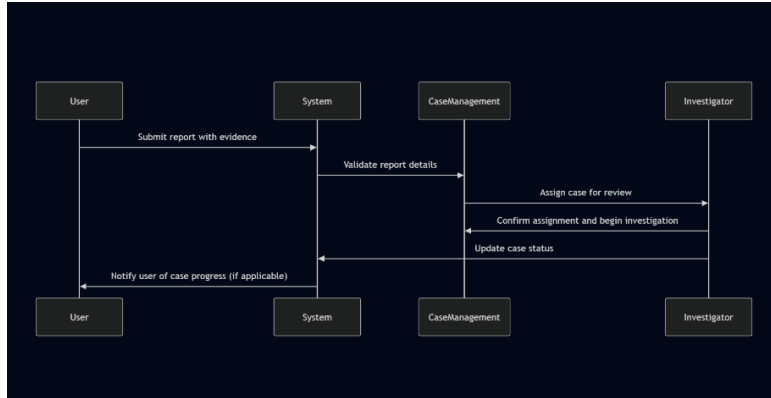 User
System
CaseManagement
Investigator
Submit report with evidence
Validate report details
Assign case for review
Confirm assignment and begin investigation
Update case status
Notify user of case progress (if applicable)
User
System
CaseManagement
Investigator